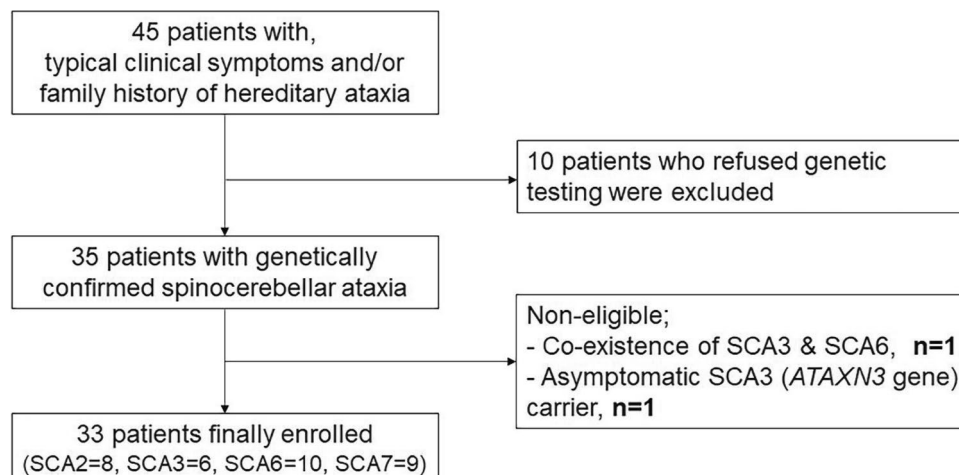 45 patients with,
typical clinical symptoms and/or
family history of hereditary ataxia
10 patients who refused genetic
testing were excluded
35 patients with genetically
confirmed spinocerebellar ataxia
Non-eligible;
- Co-existence of SCA3 & SCA6, n=1
- Asymptomatic SCA3 (ATAXN3 gene)
carrier, n=1
33 patients finally enrolled
(SCA2=8, SCA3=6, SCA6=10, SCA7=9)